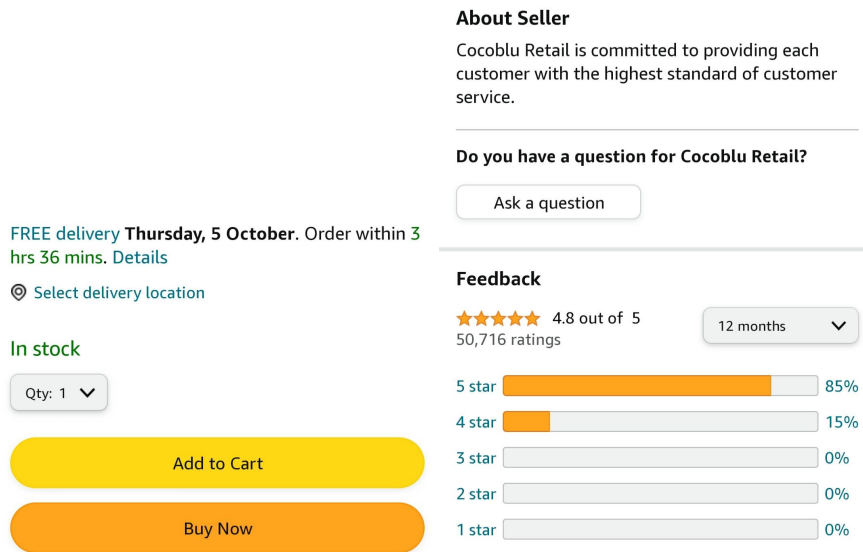 FREE delivery Thursday, 5 October. Order within 3
hrs 36 mins. Details
Select delivery location
In stock
Qty: 1
Add to Cart
Buy Now
About Seller
Cocoblu Retail is committed to providing each
customer with the highest standard of customer
service.
Do you have a question for Cocoblu Retail?
Ask a question
Feedback
4.8 out of 5
12 months
50,716 ratings
5 star 85%
4 star 15%
3 star 0%
2 star 0%
1 star 0%